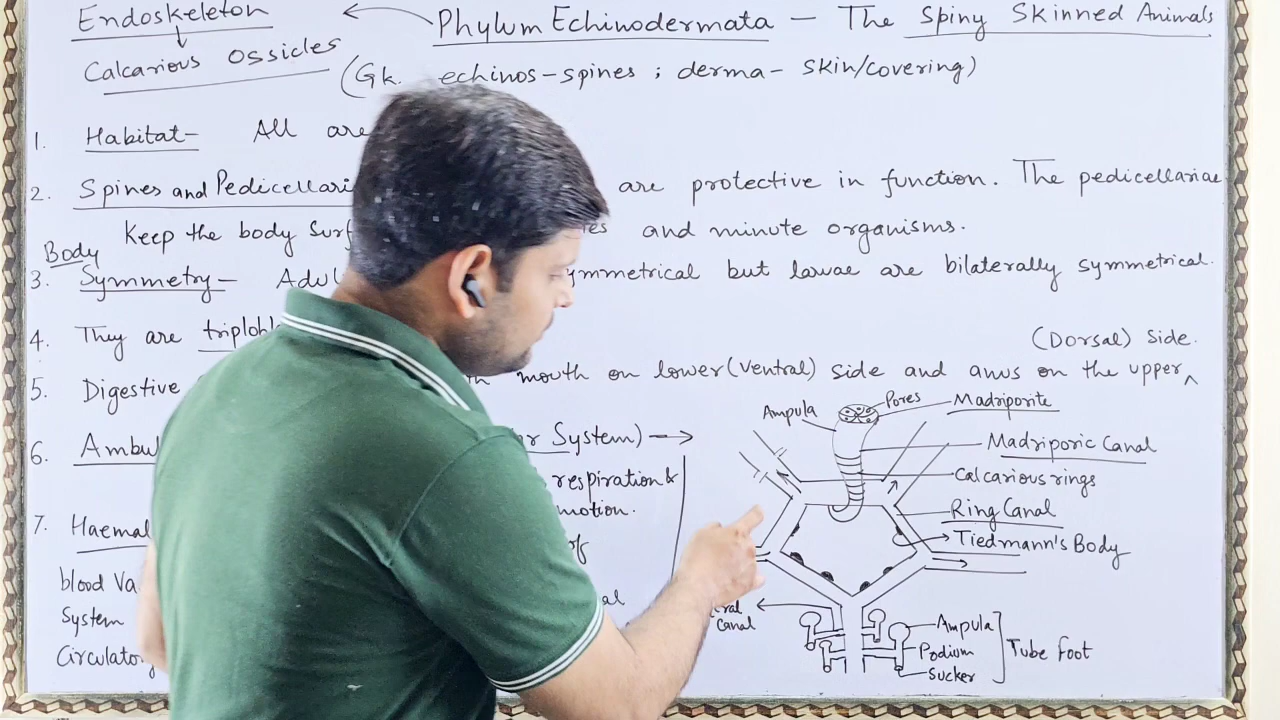 Endoskeleton
Phylum Echinodermata — The Spiny Skinned Animals
Calcarious Ossicles
(Gk. echinos-spines ; derma- skin/covering)
1. Habitat- All are
2. Spines and Pedicellari are protective in function. The pedicellariae
keep the body surf and minute organisms.
Body
3. Symmetry- Adul ymmetrical but larvae are bilaterally symmetrical.
4. They are triplobl
(Dorsal) side.
5. Digestive mouth on lower (ventral) side and anus on the upper ^
Ampula
Pores
Madriporite
6. Ambul System) →
Madriporic Canal
respiration &
Calcarious rings
motion.
Ring Canal
7. Haemal of
Tiedmann's Body
blood Va
System
canal
Circulatory
Ampula
Podium
Sucker
Tube foot